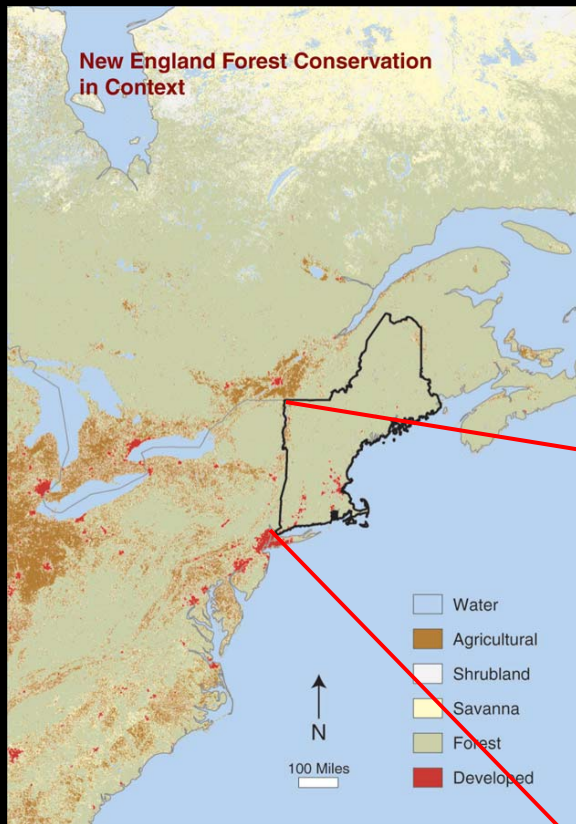 New England Forest Conservation
in Context
Water
Agricultural
Shrubland
Savanna
Forest
Developed
N
100 Miles